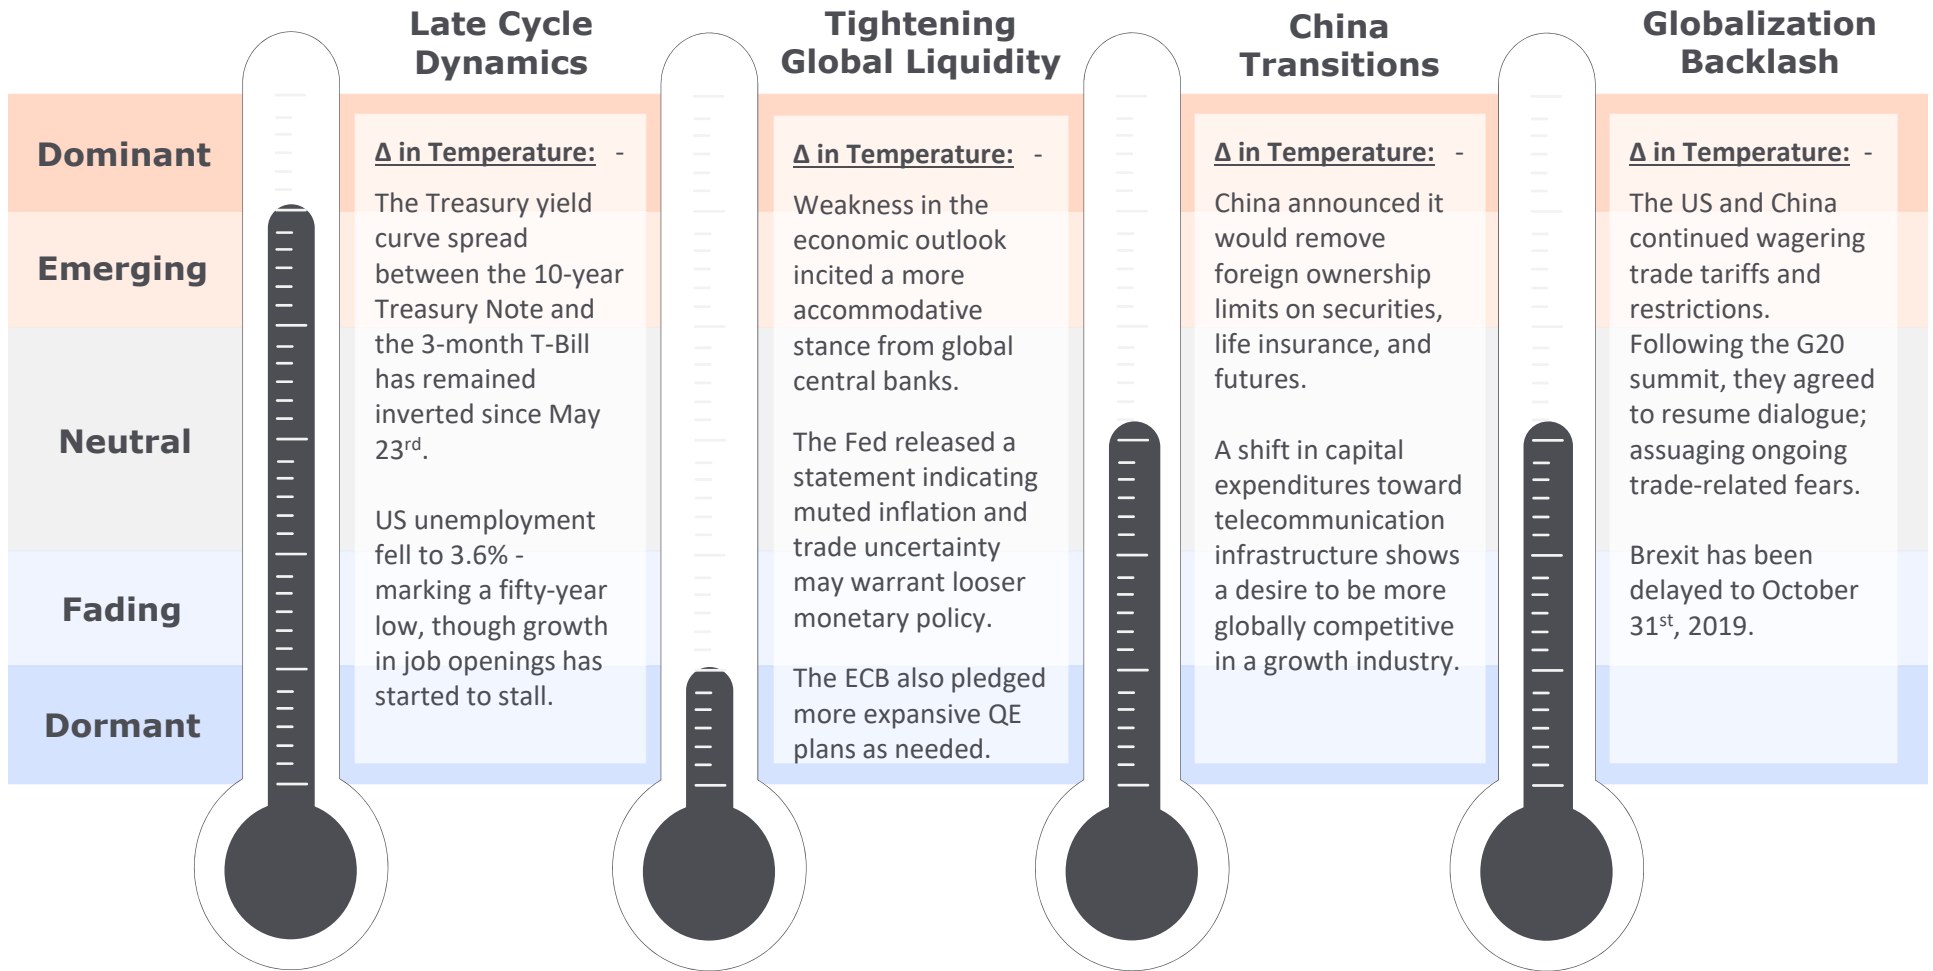 Late Cycle
Dynamics
Tightening
Global Liquidity
China
Transitions
Globalization
Backlash
Dominant
Emerging
Neutral
Fading
Dormant
Δ in Temperature: -
The Treasury yield
curve spread
between the 10-year
Treasury Note and
the 3-month T-Bill
has remained
inverted since May
23rd.
US unemployment
fell to 3.6% -
marking a fifty-year
low, though growth
in job openings has
started to stall.
Δ in Temperature: -
Weakness in the
economic outlook
incited a more
accommodative
stance from global
central banks.
The Fed released a
statement indicating
muted inflation and
trade uncertainty
may warrant looser
monetary policy.
The ECB also pledged
more expansive QE
plans as needed.
Δ in Temperature: -
China announced it
would remove
foreign ownership
limits on securities,
life insurance, and
futures.
A shift in capital
expenditures toward
telecommunication
infrastructure shows
a desire to be more
globally competitive
in a growth industry.
Δ in Temperature: -
The US and China
continued wagering
trade tariffs and
restrictions.
Following the G20
summit, they agreed
to resume dialogue;
assuaging ongoing
trade-related fears.
Brexit has been
delayed to October
31st, 2019.